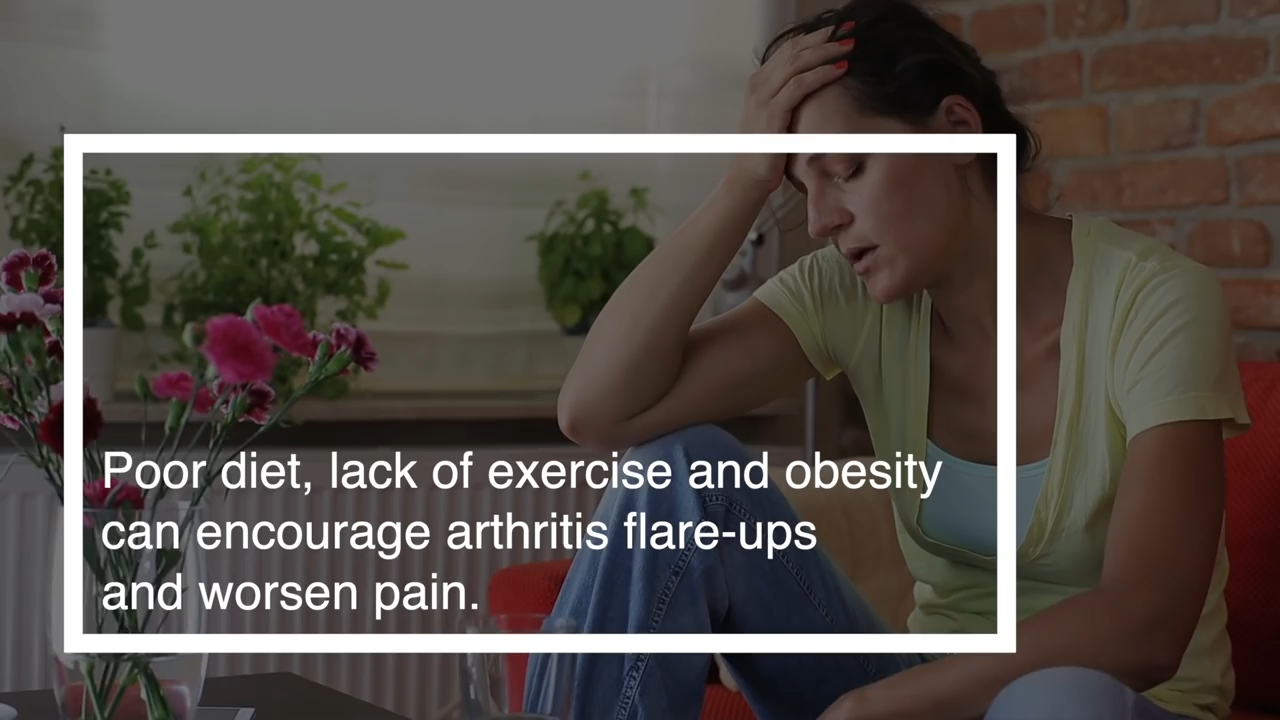 Poor diet, lack of exercise and obesity
can encourage arthritis flare-ups
and worsen pain.